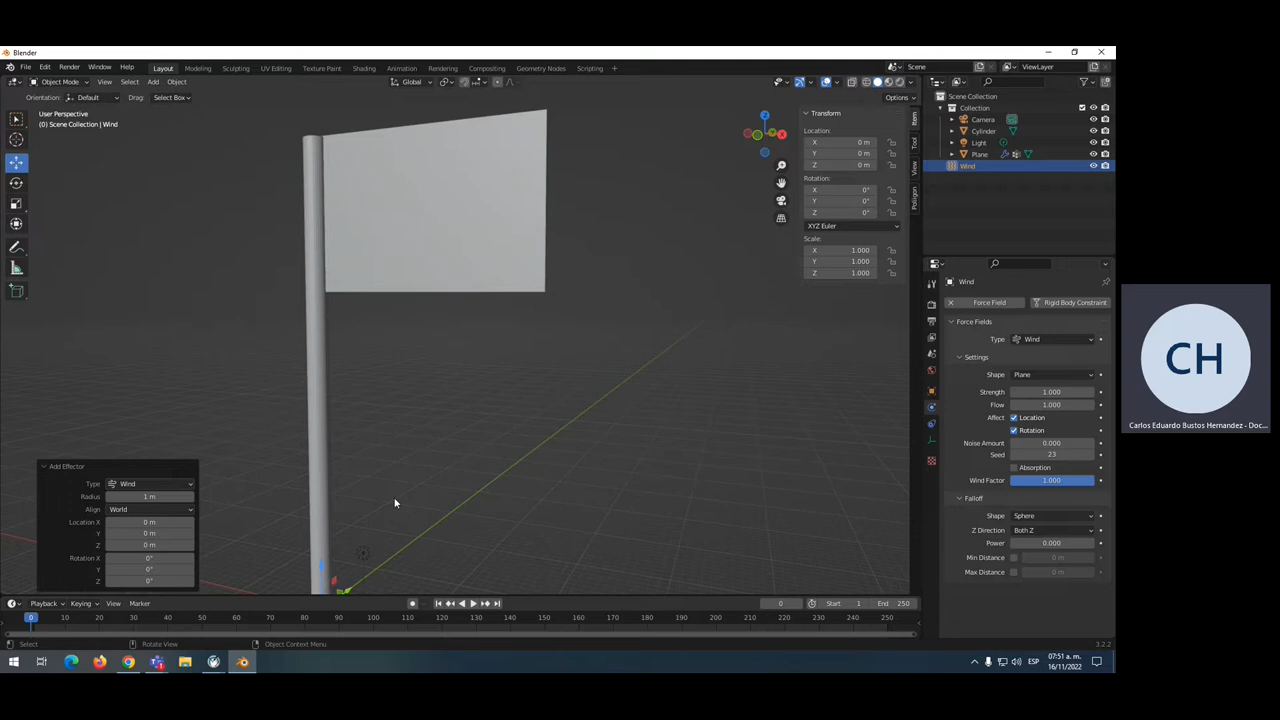 Blender
File Edit Render Window Help Layout Modeling Sculpting UV Editing Texture Paint Shading Animation Rendering Compositing Geometry Nodes Scripting Scene ViewLayer
Object Mode View Select Add Object Global
Orientation: Default Drag: Select Box Options
User Perspective
(0) Scene Collection | Wind
Transform
Location:
X 0 m
Y 0 m
Z 0 m
Rotation:
X 0°
Y 0°
Z 0°
XYZ Euler
Scale:
X 1.000
Y 1.000
Z 1.000
Item
Tool
View
Poliigon
Scene Collection
Collection
Camera
Cylinder
Light
Plane
Wind
Wind
Force Field Rigid Body Constraint
Force Fields
Type Wind
Settings
Shape Plane
Strength 1.000
Flow 1.000
Affect Location
Rotation
Noise Amount 0.000
Seed 23
Absorption
Wind Factor 1.000
Falloff
Shape Sphere
Z Direction Both Z
Power 0.000
Min Distance 0 m
Max Distance 0 m
Add Effector
Type Wind
Radius 1 m
Align World
Location X 0 m
Y 0 m
Z 0 m
Rotation X 0°
Y 0°
Z 0°
Playback Keying View Marker 0 Start 1 End 250
0 10 20 30 40 50 60 70 80 90 100 110 120 130 140 150 160 170 180 190 200 210 220 230 240 250
Select Rotate View Object Context Menu 3.2.2
ESP 07:51 a. m.
16/11/2022
CH
Carlos Eduardo Bustos Hernandez - Doc...